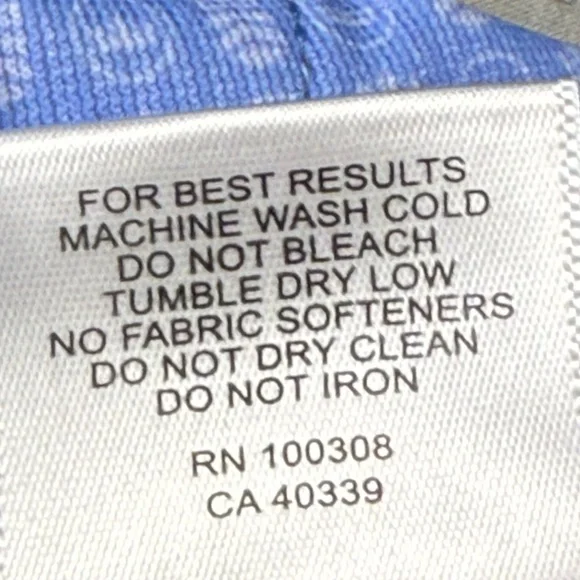 FOR BEST RESULTS
MACHINE WASH COLD
DO NOT BLEACH
TUMBLE DRY LOW
NO FABRIC SOFTENERS
DO NOT DRY CLEAN
DO NOT IRON
RN 100308
CA 40339